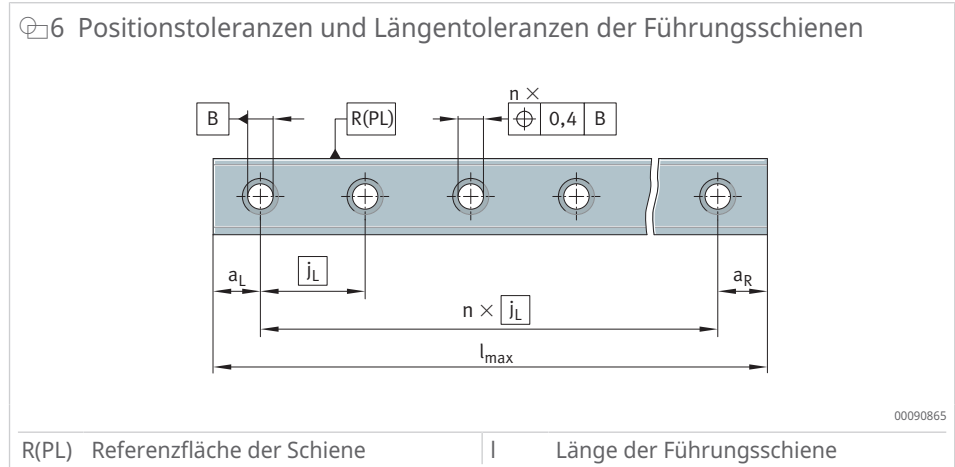 6 Positionstoleranzen und Längentoleranzen der Führungsschienen
n ×
B R(PL) ⌖ 0,4 B
aL jL aR
n × jL
lmax
00090865
R(PL) Referenzfläche der Schiene l Länge der Führungsschiene